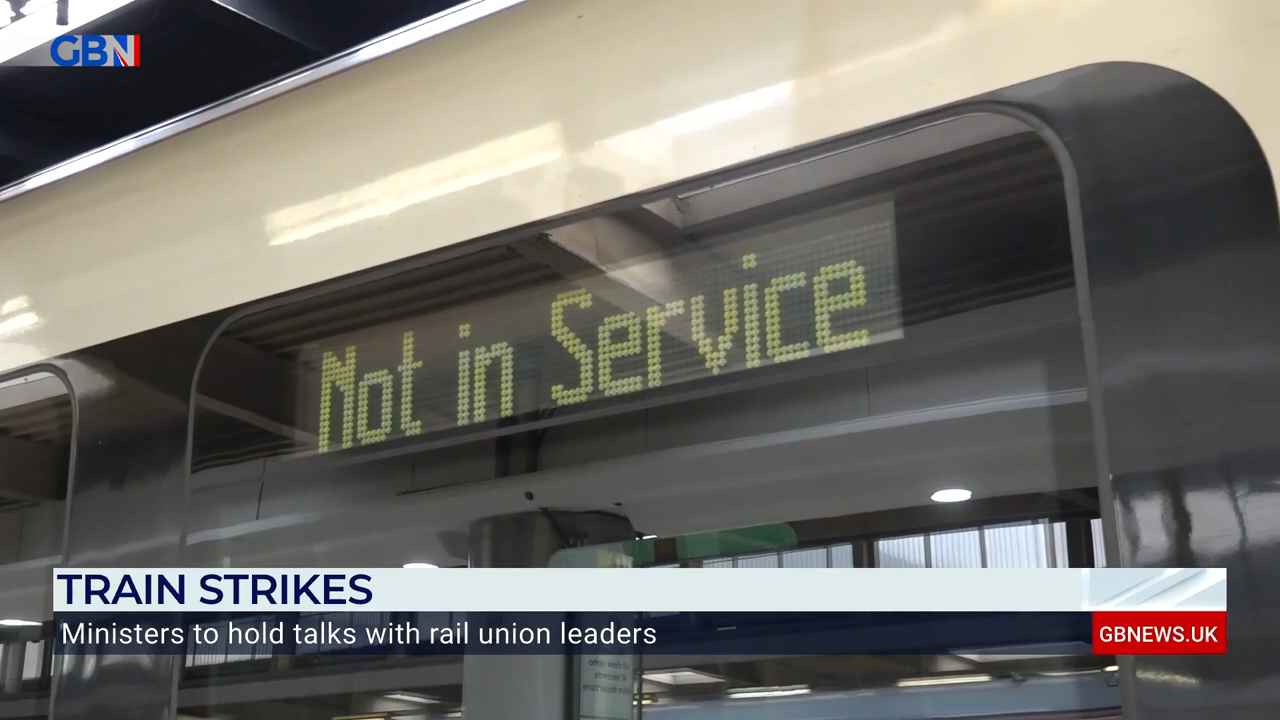 GBN
Not in Service
TRAIN STRIKES
Ministers to hold talks with rail union leaders
GBNEWS.UK